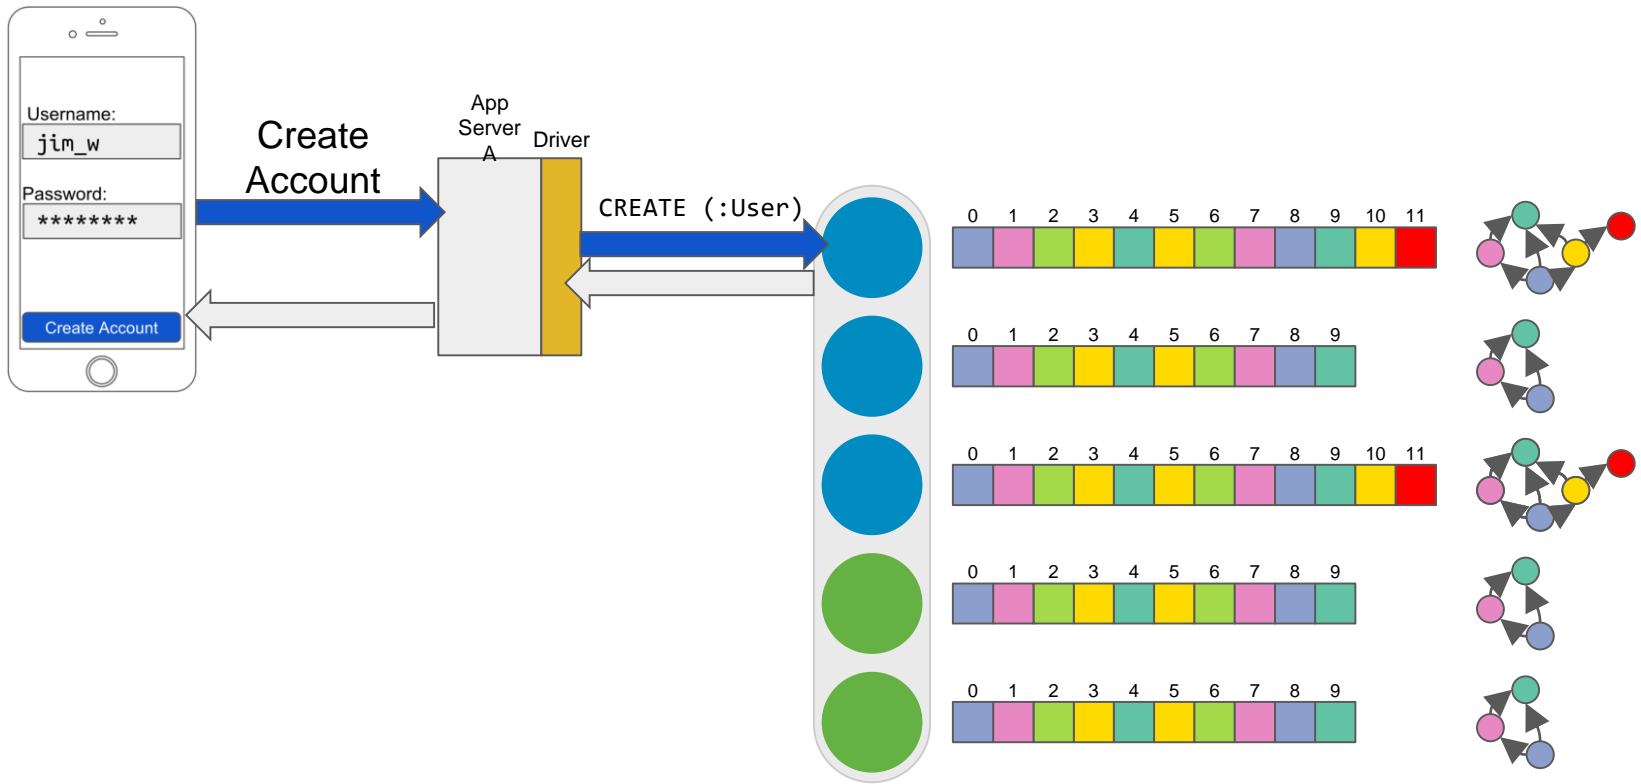 Username:
jim_w
Password:
********
Create Account
Create
Account
App
Server
A
Driver
CREATE (:User)
0 1 2 3 4 5 6 7 8 9 10 11
0 1 2 3 4 5 6 7 8 9
0 1 2 3 4 5 6 7 8 9 10 11
0 1 2 3 4 5 6 7 8 9
0 1 2 3 4 5 6 7 8 9